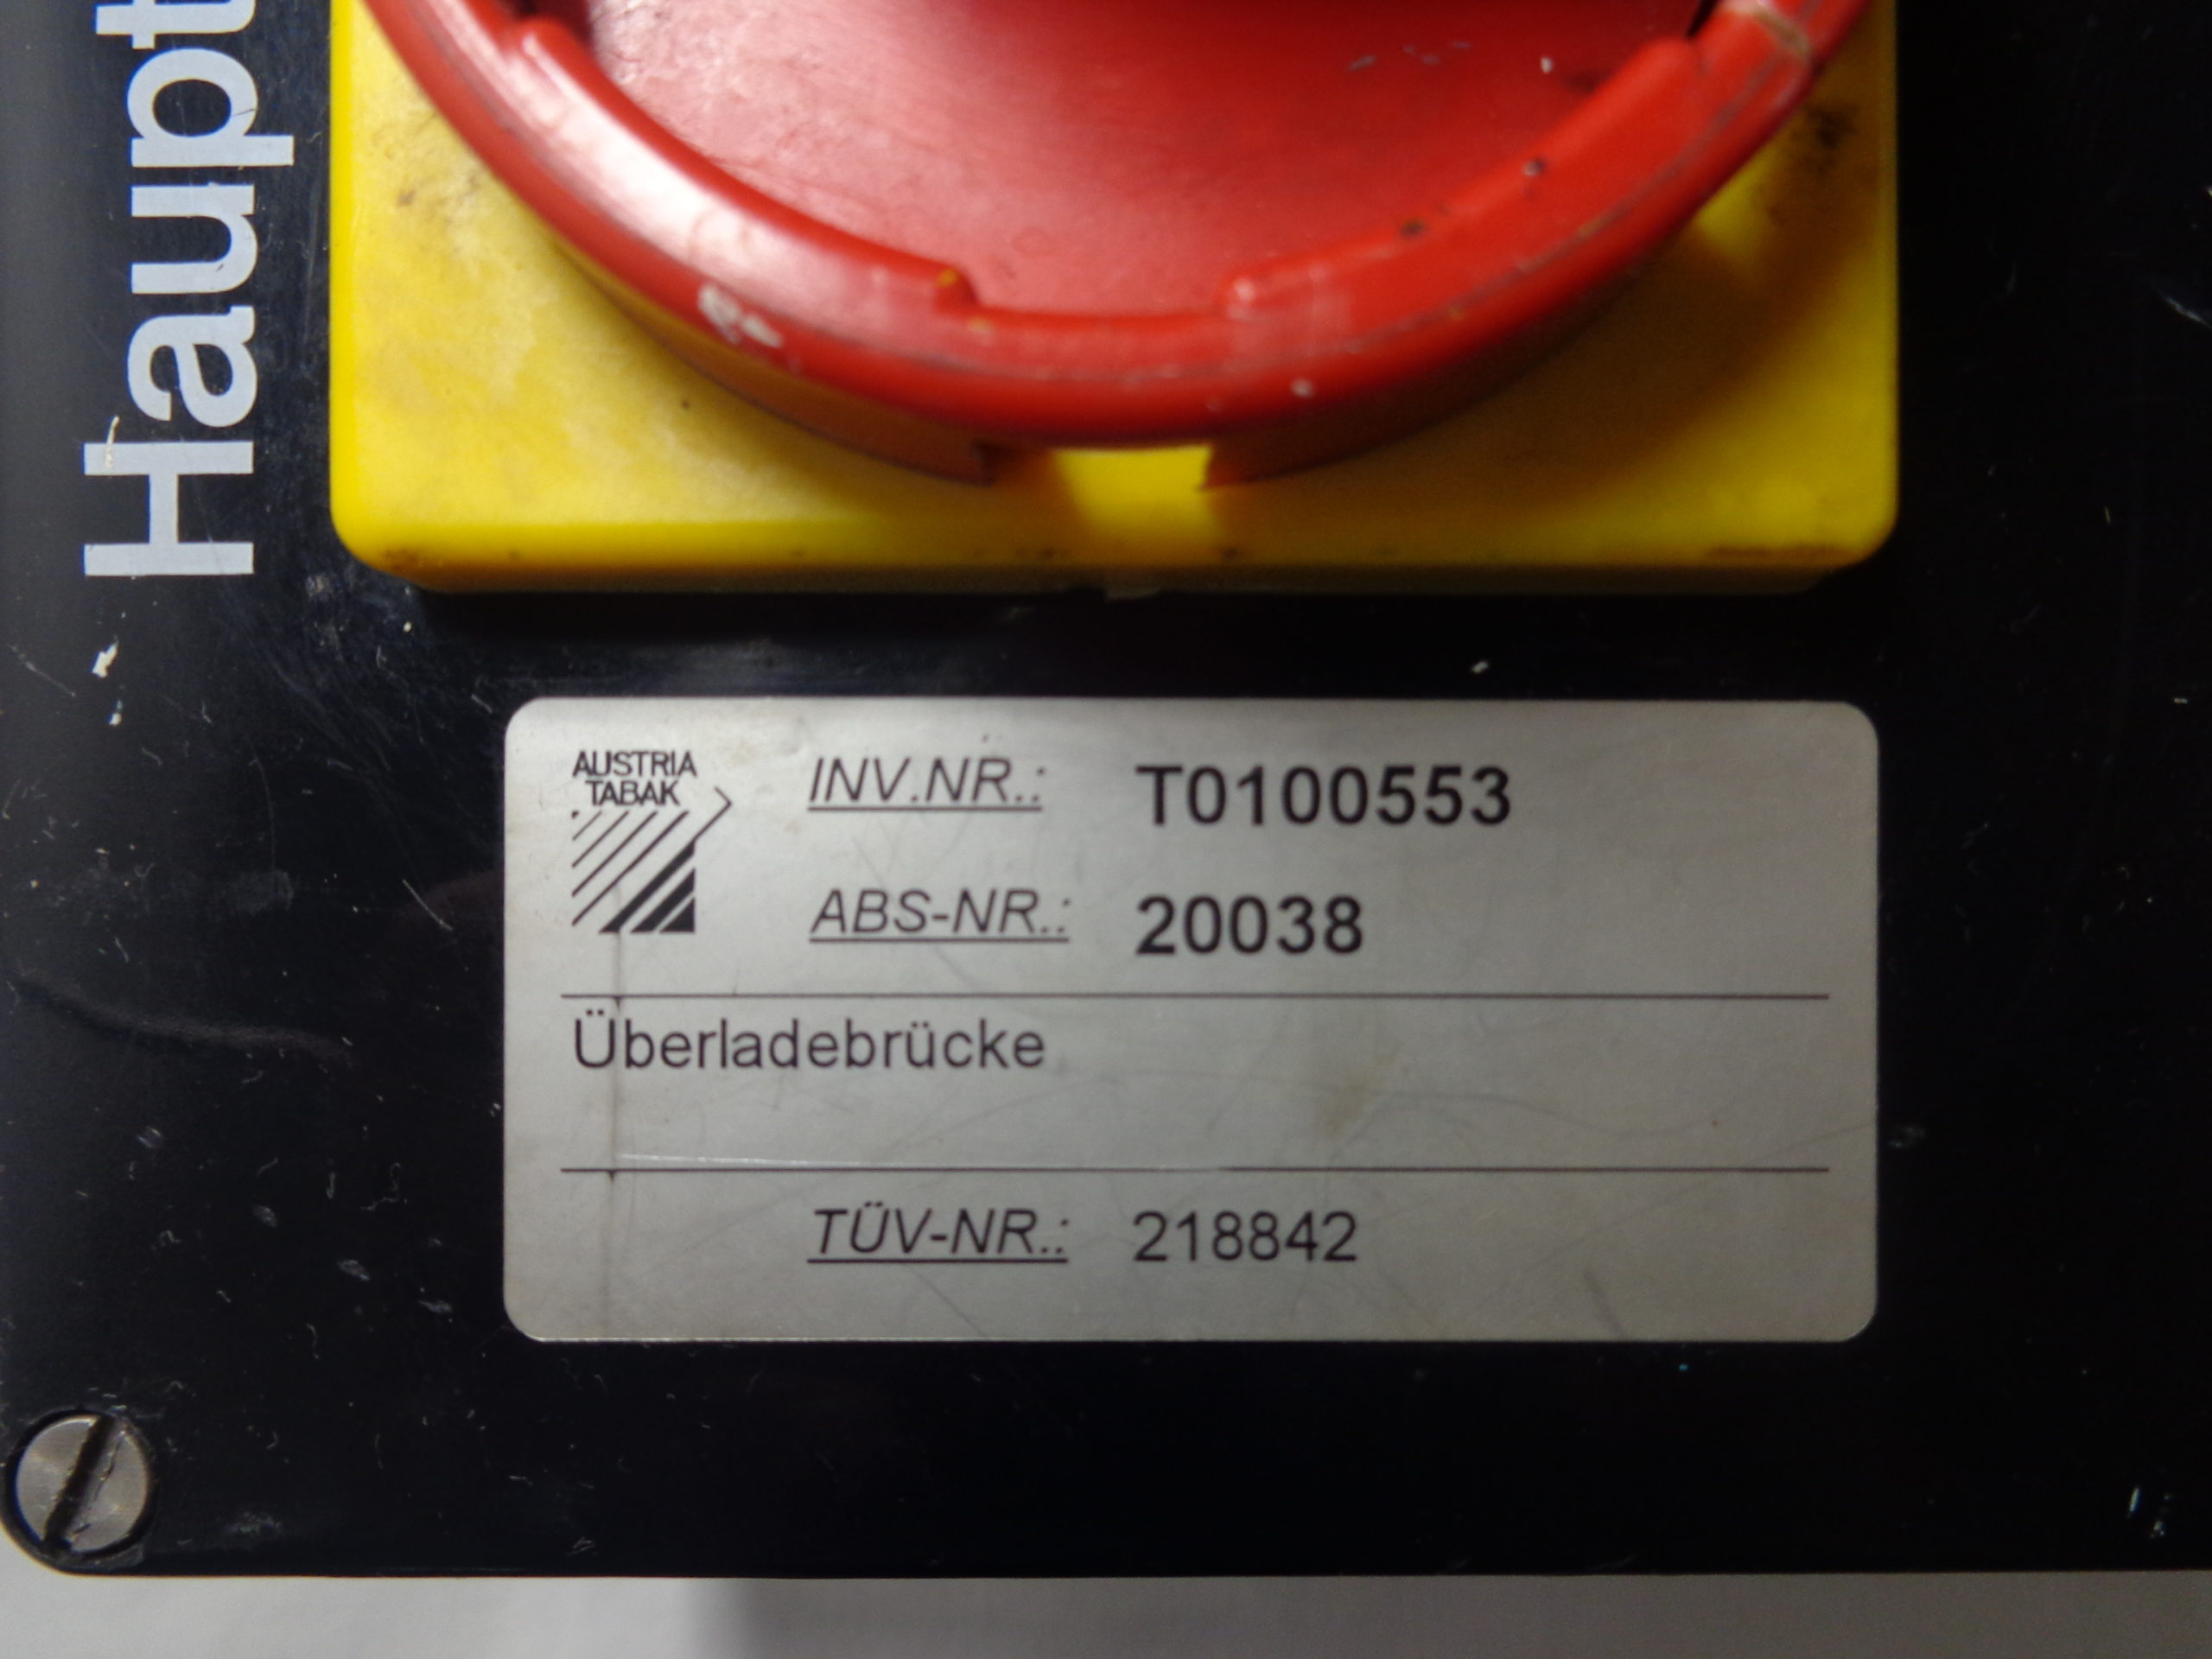 Haupt
AUSTRIA
TABAK
INV.NR.: T0100553
ABS-NR.: 20038
Überladebrücke
TÜV-NR.: 218842